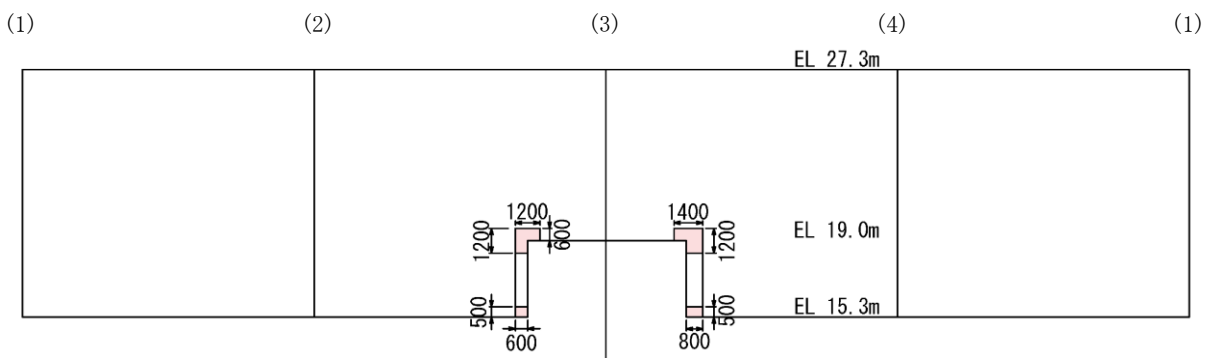 (1) (2) (3) (4) (1)
EL 27.3m
1200 1400
1200 600 EL 19.0m 1200
500 EL 15.3m 500
600 800